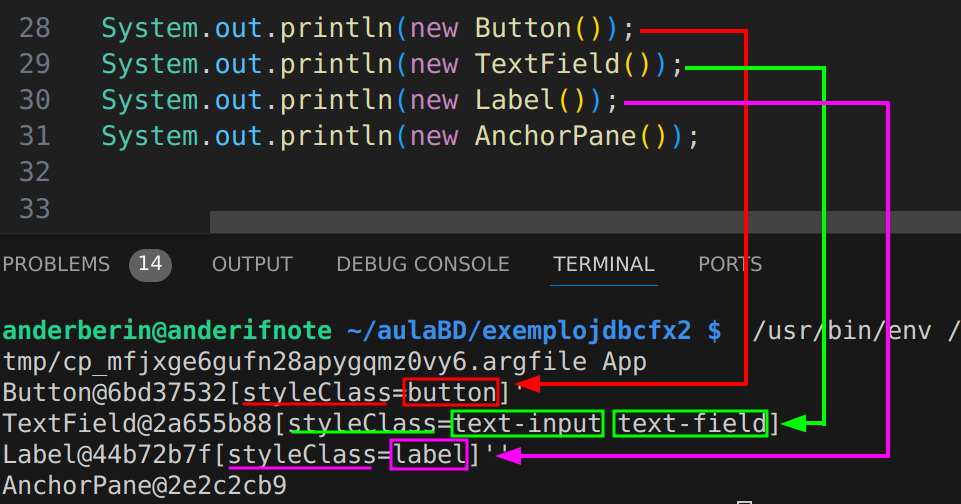 28 System.out.println(new Button());
29 System.out.println(new TextField());
30 System.out.println(new Label());
31 System.out.println(new AnchorPane());
32
33
PROBLEMS 14 OUTPUT DEBUG CONSOLE TERMINAL PORTS
anderberin@anderifnote ~/aulaBD/exemplojdbcfx2 $ /usr/bin/env /
tmp/cp_mfjxge6gufn28apygqmz0vy6.argfile App
Button@6bd37532[styleClass=button]''
TextField@2a655b88[styleClass=text-input text-field]
Label@44b72b7f[styleClass=label]''
AnchorPane@2e2c2cb9